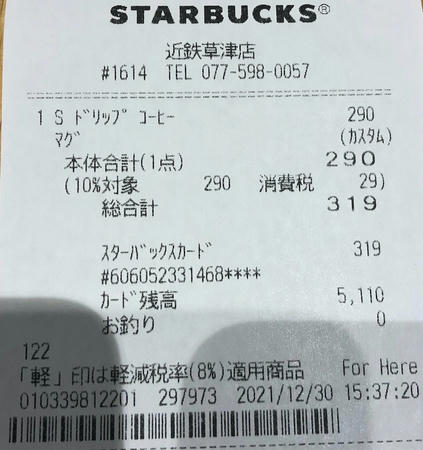 STARBUCKS®
近鉄草津店
#1614 TEL 077-598-0057
1 S ﾄﾞﾘｯﾌﾟ ｺｰﾋｰ 290
ﾏｸﾞ (ｶｽﾀﾑ)
本体合計(1点) 290
(10%対象 290 消費税 29)
総合計 319
ｽﾀｰﾊﾞｯｸｽｶｰﾄﾞ 319
#606052331468****
ｶｰﾄﾞ残高 5,110
お釣り 0
122
「軽」印は軽減税率(8%)適用商品 For Here
010339812201 297973 2021/12/30 15:37:20